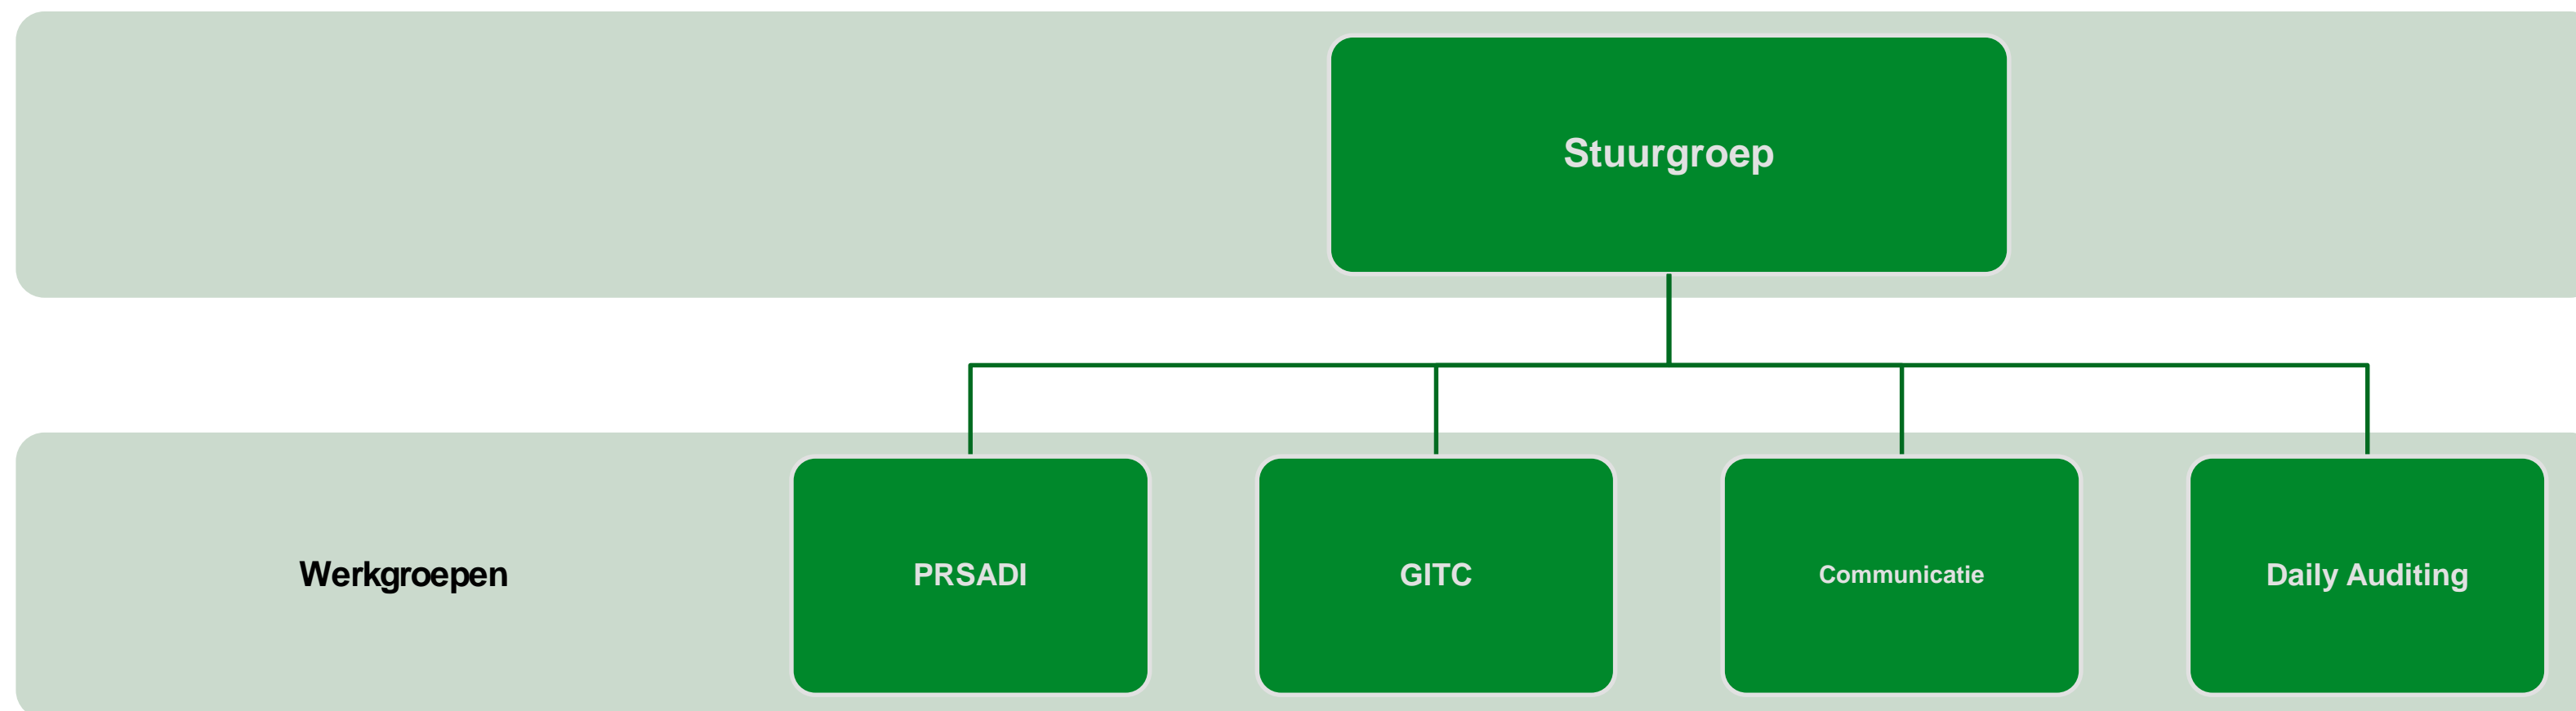 Stuurgroep
Werkgroepen
PRSADI
GITC
Communicatie
Daily Auditing